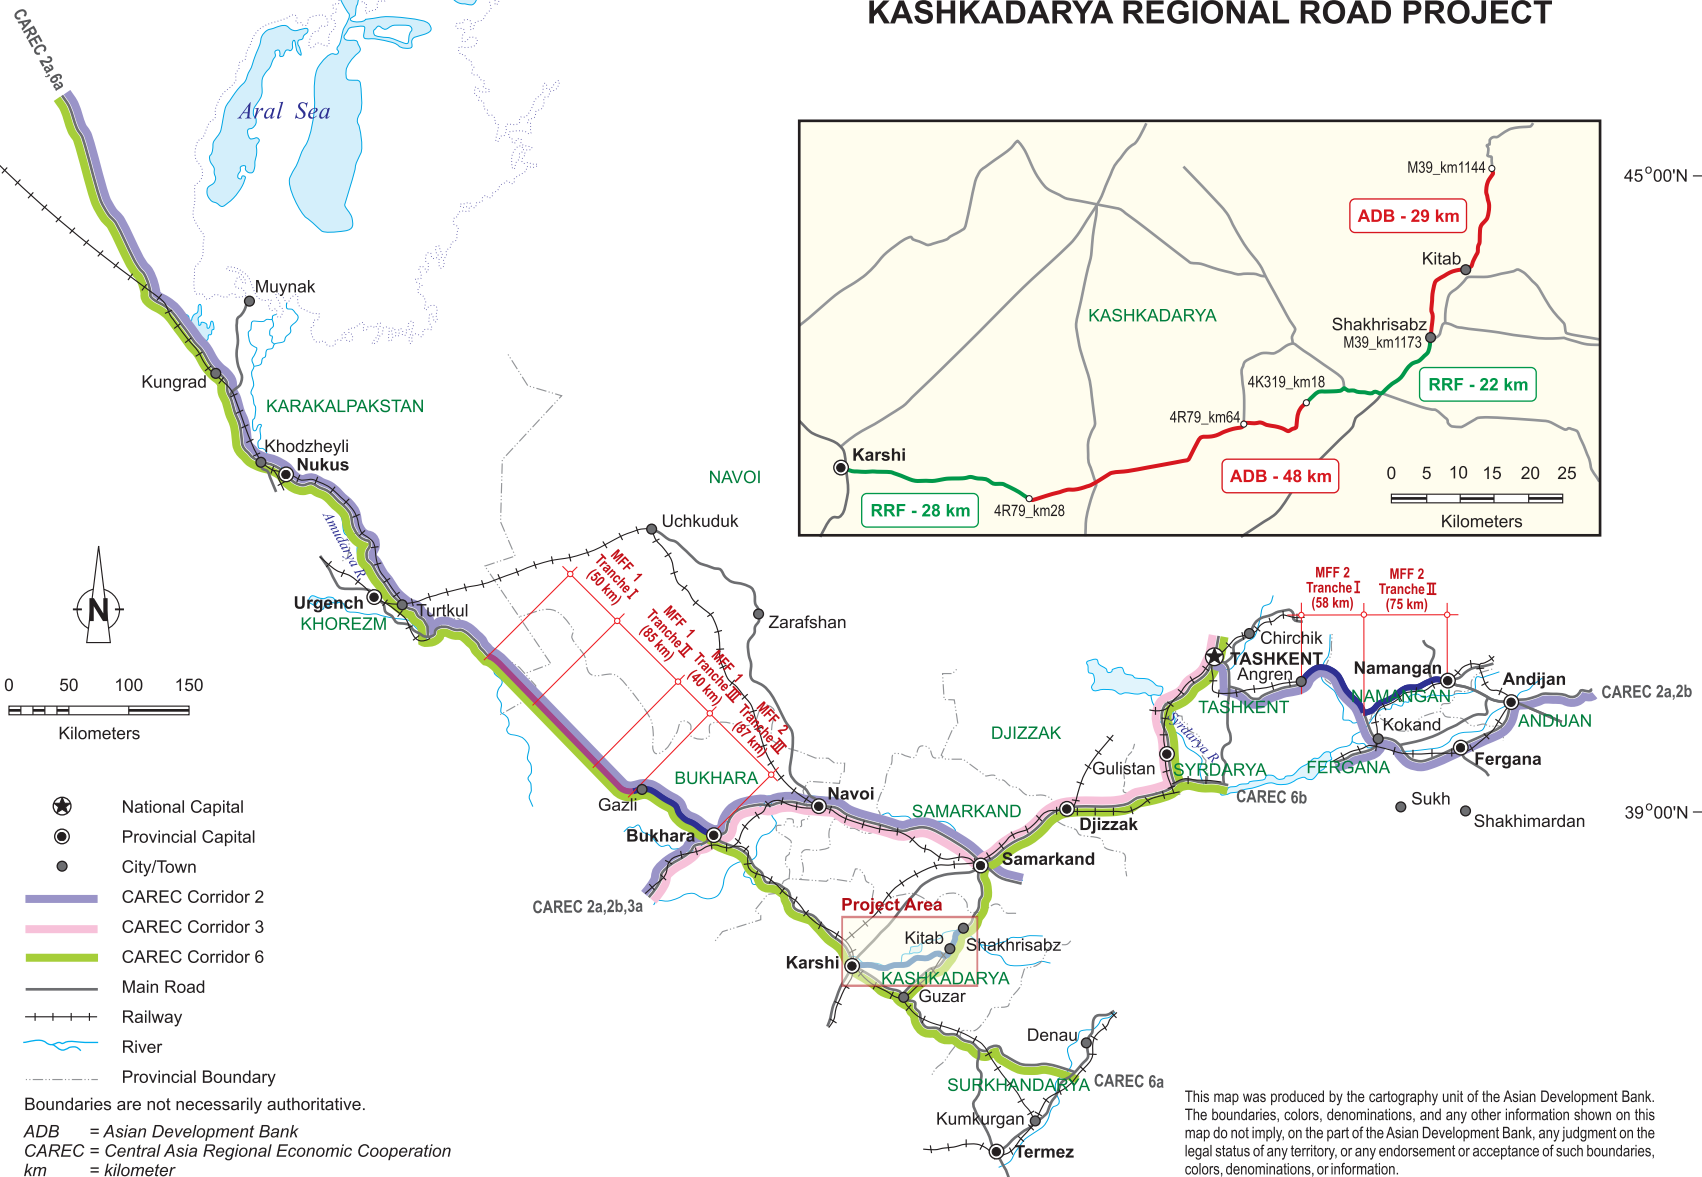 KASHKADARYA REGIONAL ROAD PROJECT
CAREC 2a,6a
Aral Sea
Muynak
Kungrad
KARAKALPAKSTAN
Khodzheyli
Nukus
NAVOI
Uchkuduk
Amudarya R.
Urgench
Turtkul
KHOREZM
Zarafshan
MFF 1
Tranche I
(50 km)
MFF 1
Tranche II
(85 km)
MFF 1
Tranche III
(40 km)
MFF 2
Tranche III
(87 km)
M39_km1144
45°00'N
ADB - 29 km
Kitab
KASHKADARYA
Shakhrisabz
M39_km1173
4K319_km18
RRF - 22 km
4R79_km64
Karshi
ADB - 48 km
RRF - 28 km
4R79_km28
0 5 10 15 20 25
Kilometers
N
0 50 100 150
Kilometers
MFF 2
Tranche I
(58 km)
MFF 2
Tranche II
(75 km)
Chirchik
TASHKENT
Angren
Namangan
Andijan
CAREC 2a,2b
NAMANGAN
TASHKENT
Kokand
ANDIJAN
DJIZZAK
Syrdarya R.
Gulistan
SYRDARYA
FERGANA
Fergana
CAREC 6b
Sukh
Shakhimardan
39°00'N
BUKHARA
Gazli
Navoi
SAMARKAND
Djizzak
Bukhara
Samarkand
CAREC 2a,2b,3a
Project Area
Kitab
Shakhrisabz
Karshi
KASHKADARYA
Guzar
Denau
SURKHANDARYA
CAREC 6a
Kumkurgan
Termez
National Capital
Provincial Capital
City/Town
CAREC Corridor 2
CAREC Corridor 3
CAREC Corridor 6
Main Road
Railway
River
Provincial Boundary
Boundaries are not necessarily authoritative.
ADB = Asian Development Bank
CAREC = Central Asia Regional Economic Cooperation
km = kilometer
This map was produced by the cartography unit of the Asian Development Bank.
The boundaries, colors, denominations, and any other information shown on this
map do not imply, on the part of the Asian Development Bank, any judgment on the
legal status of any territory, or any endorsement or acceptance of such boundaries,
colors, denominations, or information.